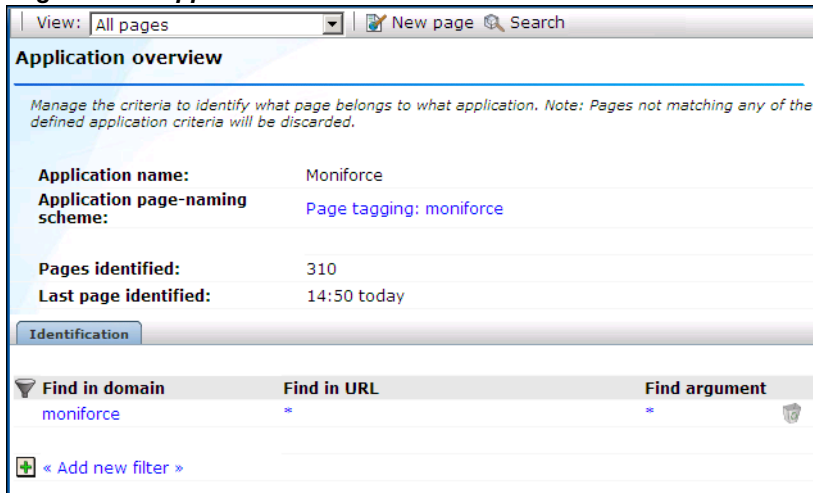 View: All pages New page Search
Application overview
Manage the criteria to identify what page belongs to what application. Note: Pages not matching any of the
defined application criteria will be discarded.
Application name: Moniforce
Application page-naming
scheme: Page tagging: moniforce
Pages identified: 310
Last page identified: 14:50 today
Identification
Find in domain Find in URL Find argument
moniforce * *
« Add new filter »